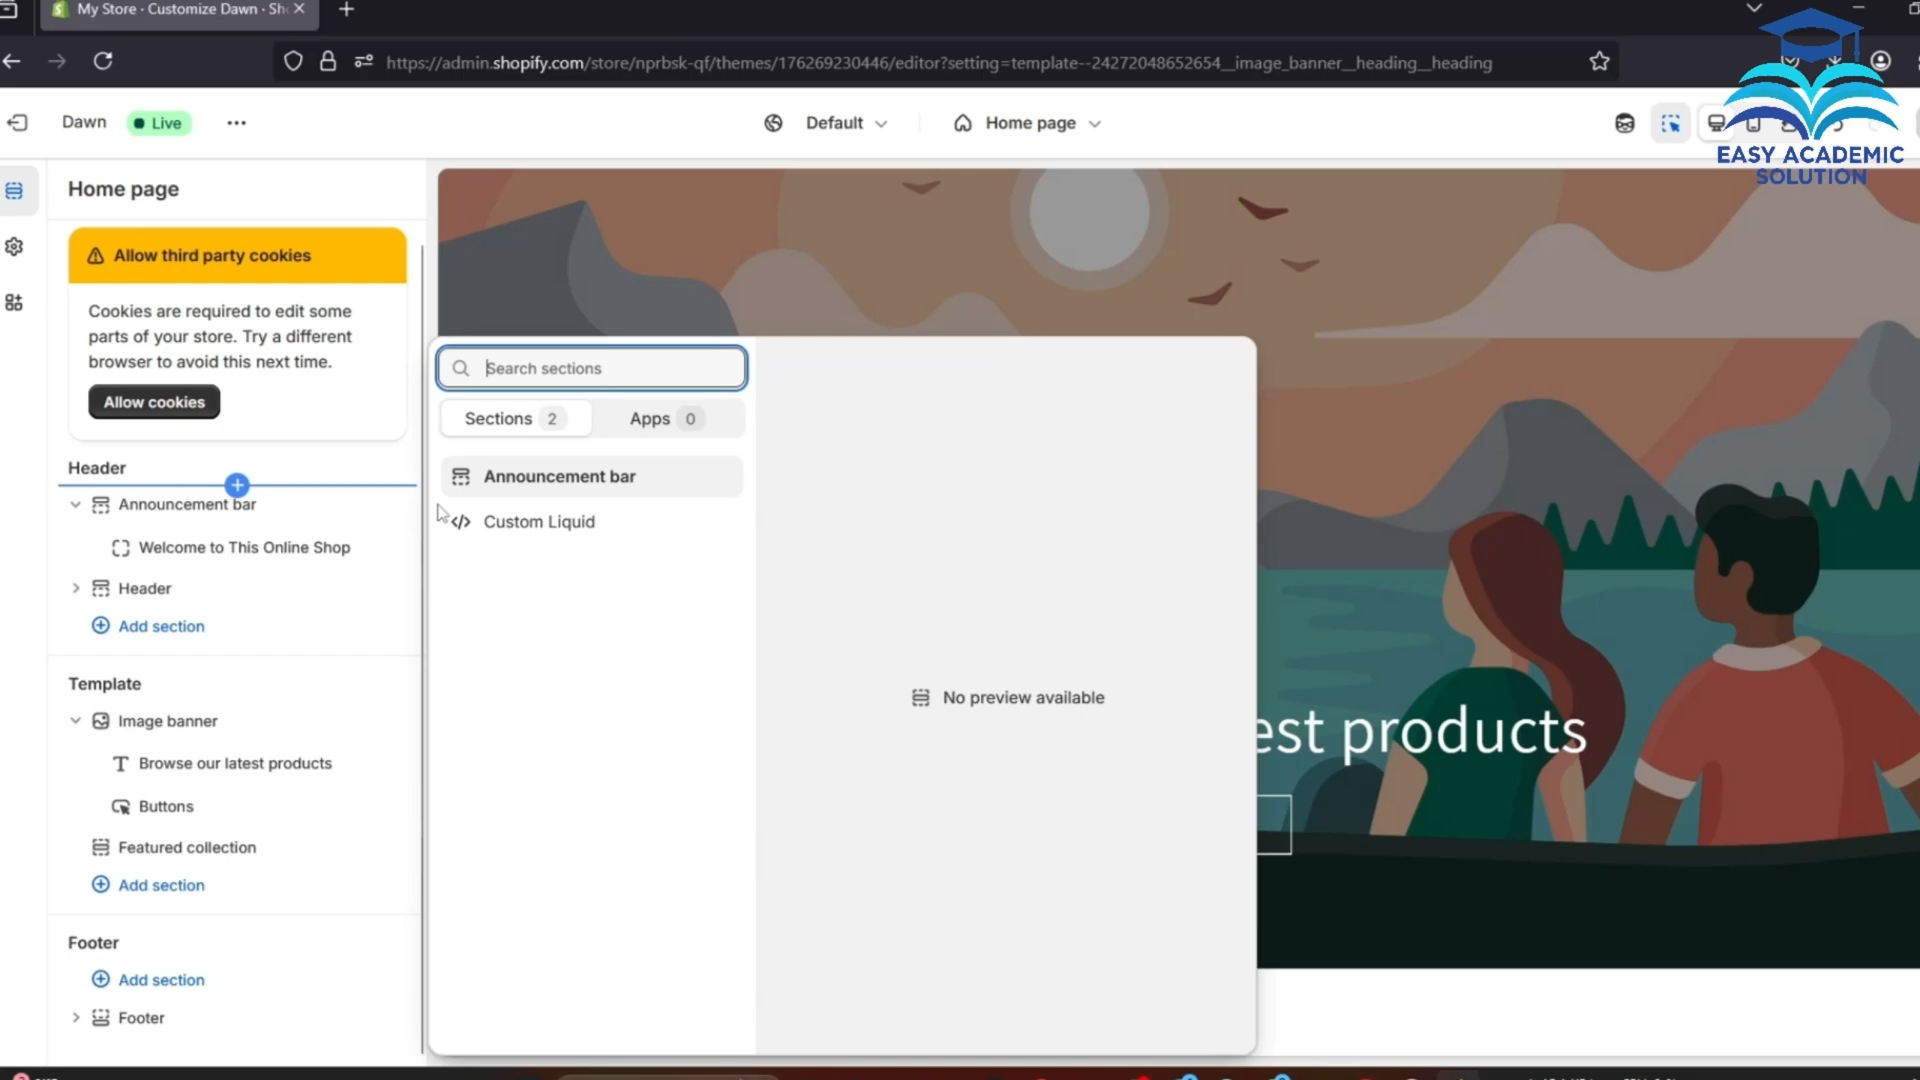 My Store · Customize Dawn · Sh
https://admin.shopify.com/store/nprbsk-qf/themes/176269230446/editor?setting=template--24272048652654__image_banner__heading__heading
EASY ACADEMIC
SOLUTION
Dawn
Live
Default
Home page
Home page
Allow third party cookies
Cookies are required to edit some
parts of your store. Try a different
browser to avoid this next time.
Allow cookies
Header
Announcement bar
Welcome to This Online Shop
Header
Add section
Template
Image banner
Browse our latest products
Buttons
Featured collection
Add section
Footer
Add section
Footer
Search sections
Sections 2
Apps 0
Announcement bar
Custom Liquid
No preview available
est products